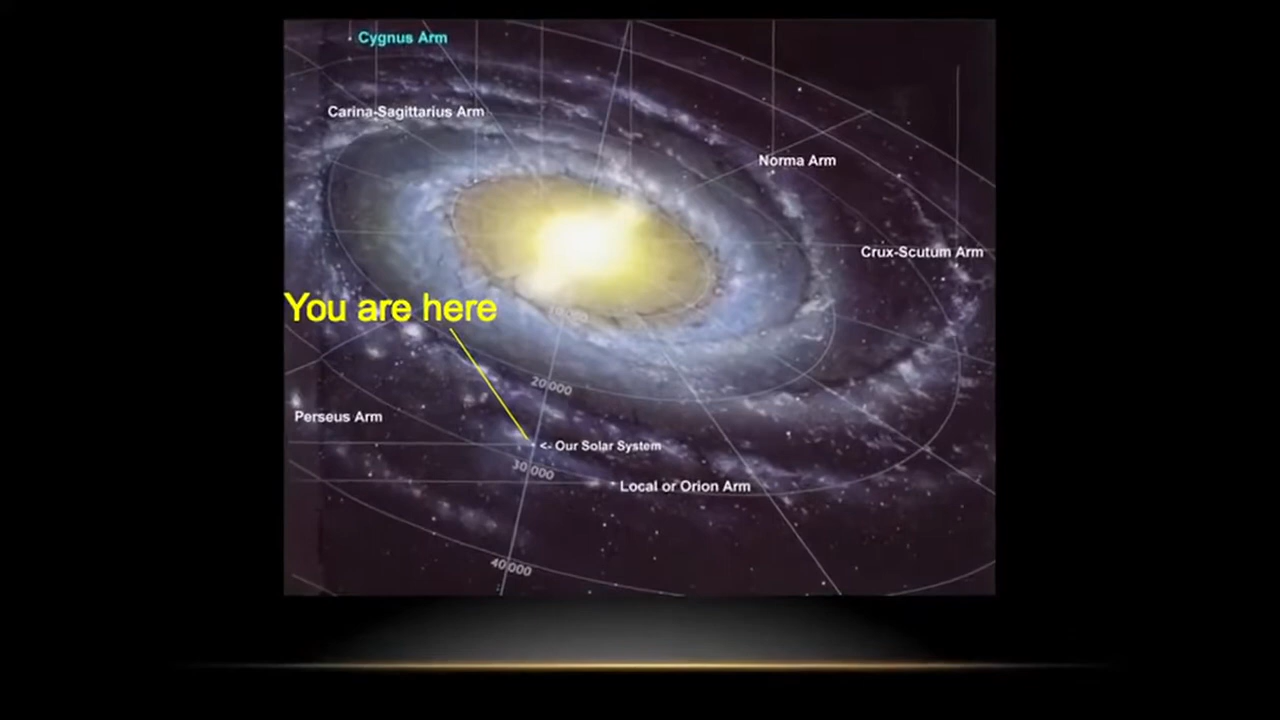 Cygnus Arm
Carina-Sagittarius Arm
Norma Arm
Crux-Scutum Arm
You are here
20 000
Perseus Arm
<- Our Solar System
30 000
Local or Orion Arm
40 000